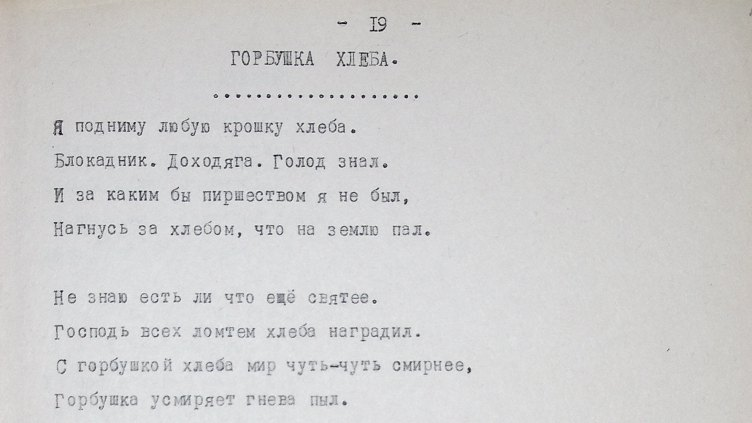 - 19 -
ГОРБУШКА ХЛЕБА.
...................
Я подниму любую крошку хлеба.
Блокадник. Доходяга. Голод знал.
И за каким бы пиршеством я не был,
Нагнусь за хлебом, что на землю пал.
Не знаю есть ли что ещё святее.
Господь всех ломтем хлеба наградил.
С горбушкой хлеба мир чуть-чуть смирнее,
Горбушка усмиряет гнева пыл.